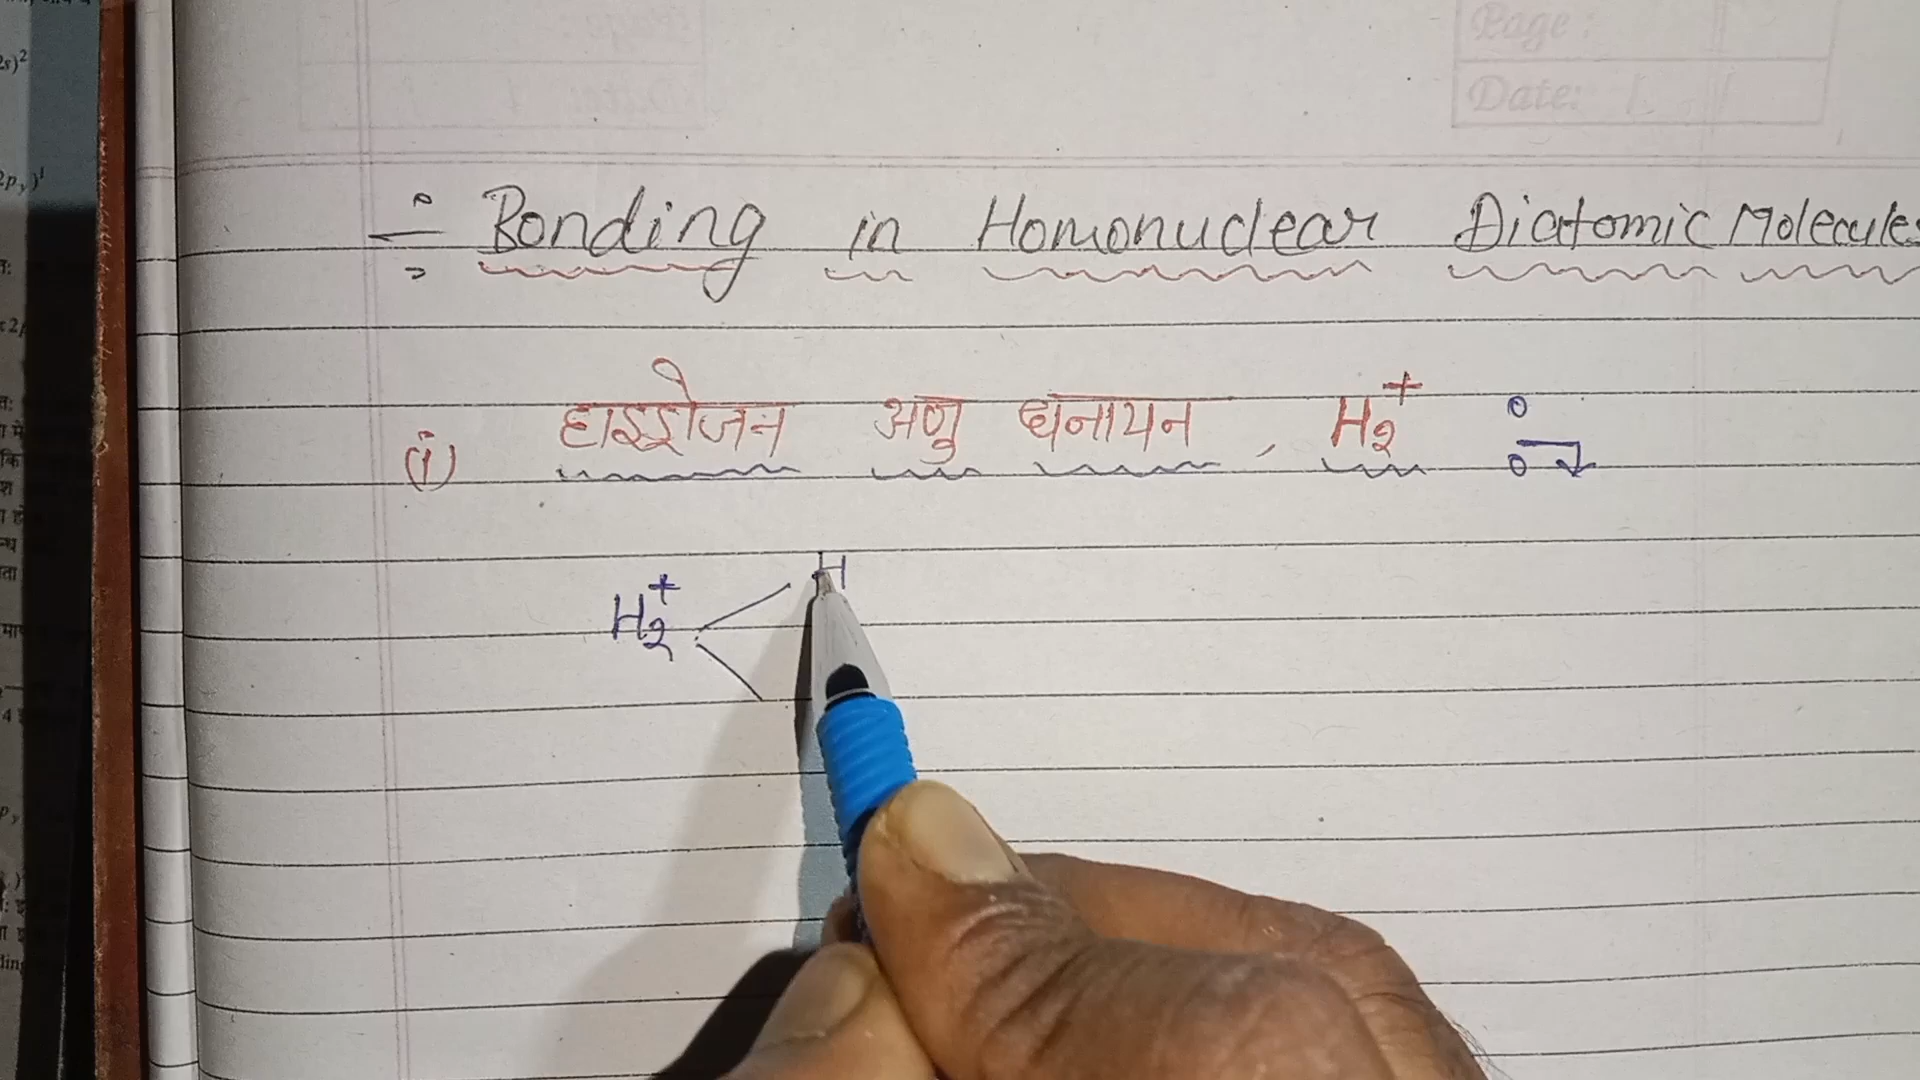 Page:
Date:
÷ Bonding in Homonuclear Diatomic Molecules
(i) हाइड्रोजन अणु धनायन, H₂⁺ :
H₂⁺ H